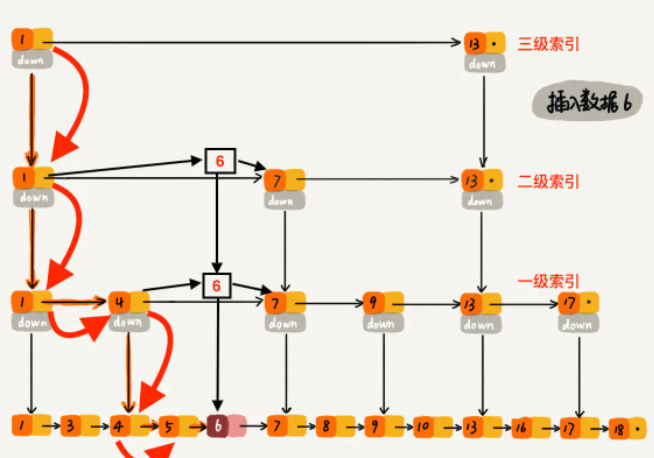 1 13 三级索引
down down
插入数据6
6
1 7 13 二级索引
down down down
6 一级索引
1 4 7 9 13 17
down down down down down down
1 3 4 5 6 7 8 9 10 13 16 17 18